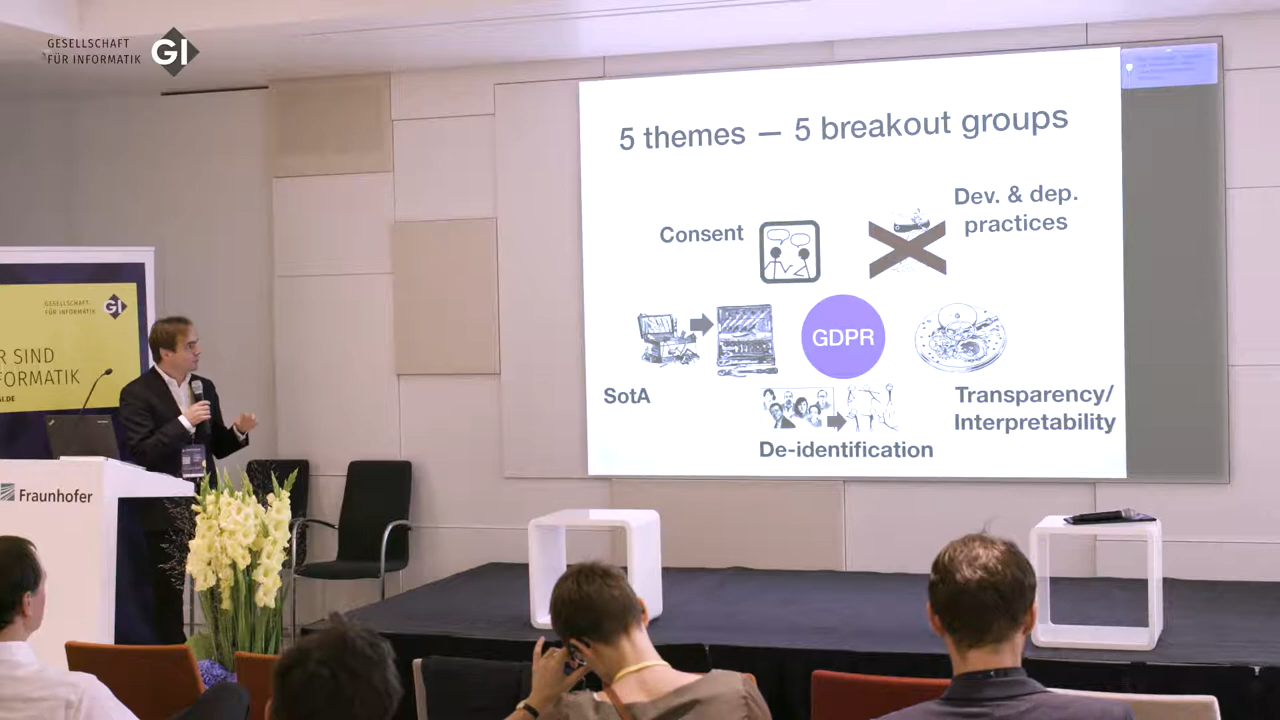 GESELLSCHAFT
FÜR INFORMATIK
GI
5 themes — 5 breakout groups
Dev. & dep.
practices
Consent
GDPR
SotA
Transparency/
Interpretability
De-identification
GESELLSCHAFT
FÜR INFORMATIK
GI
R SIND
FORMATIK
Fraunhofer